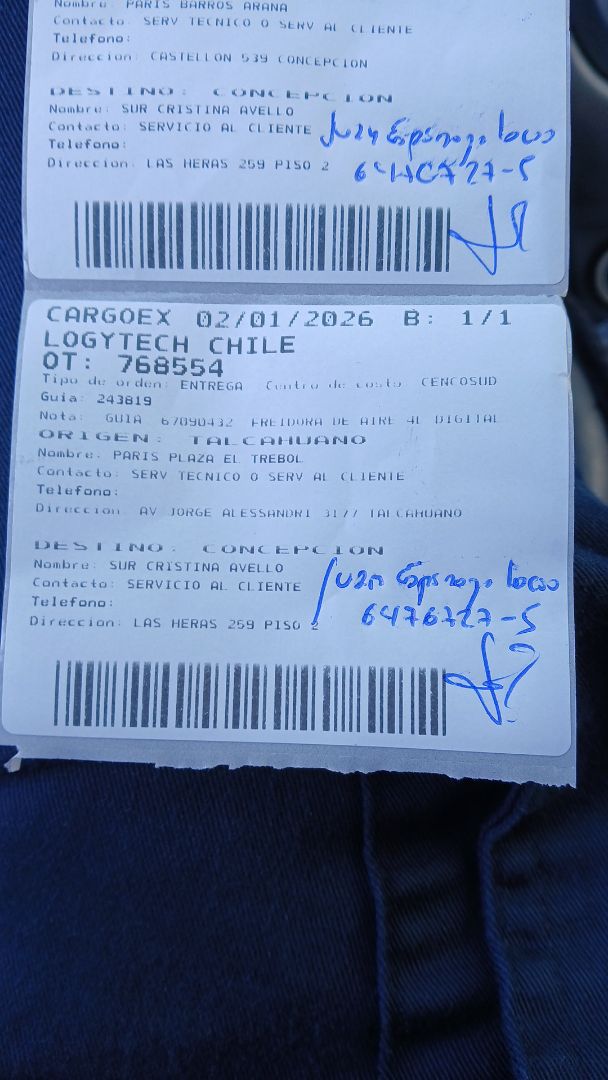 Nombre: PARIS BARROS ARANA
Contacto: SERV TECNICO O SERV AL CLIENTE
Telefono:
Direccion: CASTELLON 539 CONCEPCION
DESTINO: CONCEPCION
Nombre: SUR CRISTINA AVELLO
Contacto: SERVICIO AL CLIENTE
Telefono:
Direccion: LAS HERAS 259 PISO 2
CARGOEX 02/01/2026 B: 1/1
LOGYTECH CHILE
OT: 768554
Tipo de orden: ENTREGA Centro de costo: CENCOSUD
Guia: 243819
Nota: GUIA 67090432 FREIDORA DE AIRE 4L DIGITAL
ORIGEN: TALCAHUANO
Nombre: PARIS PLAZA EL TREBOL
Contacto: SERV TECNICO O SERV AL CLIENTE
Telefono:
Direccion: AV JORGE ALESSANDRI 3177 TALCAHUANO
DESTINO: CONCEPCION
Nombre: SUR CRISTINA AVELLO
Contacto: SERVICIO AL CLIENTE
Telefono:
Direccion: LAS HERAS 259 PISO 2
6476727-5